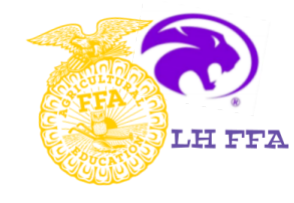 AGRICULTURAL
FFA
EDUCATION
®
LH FFA